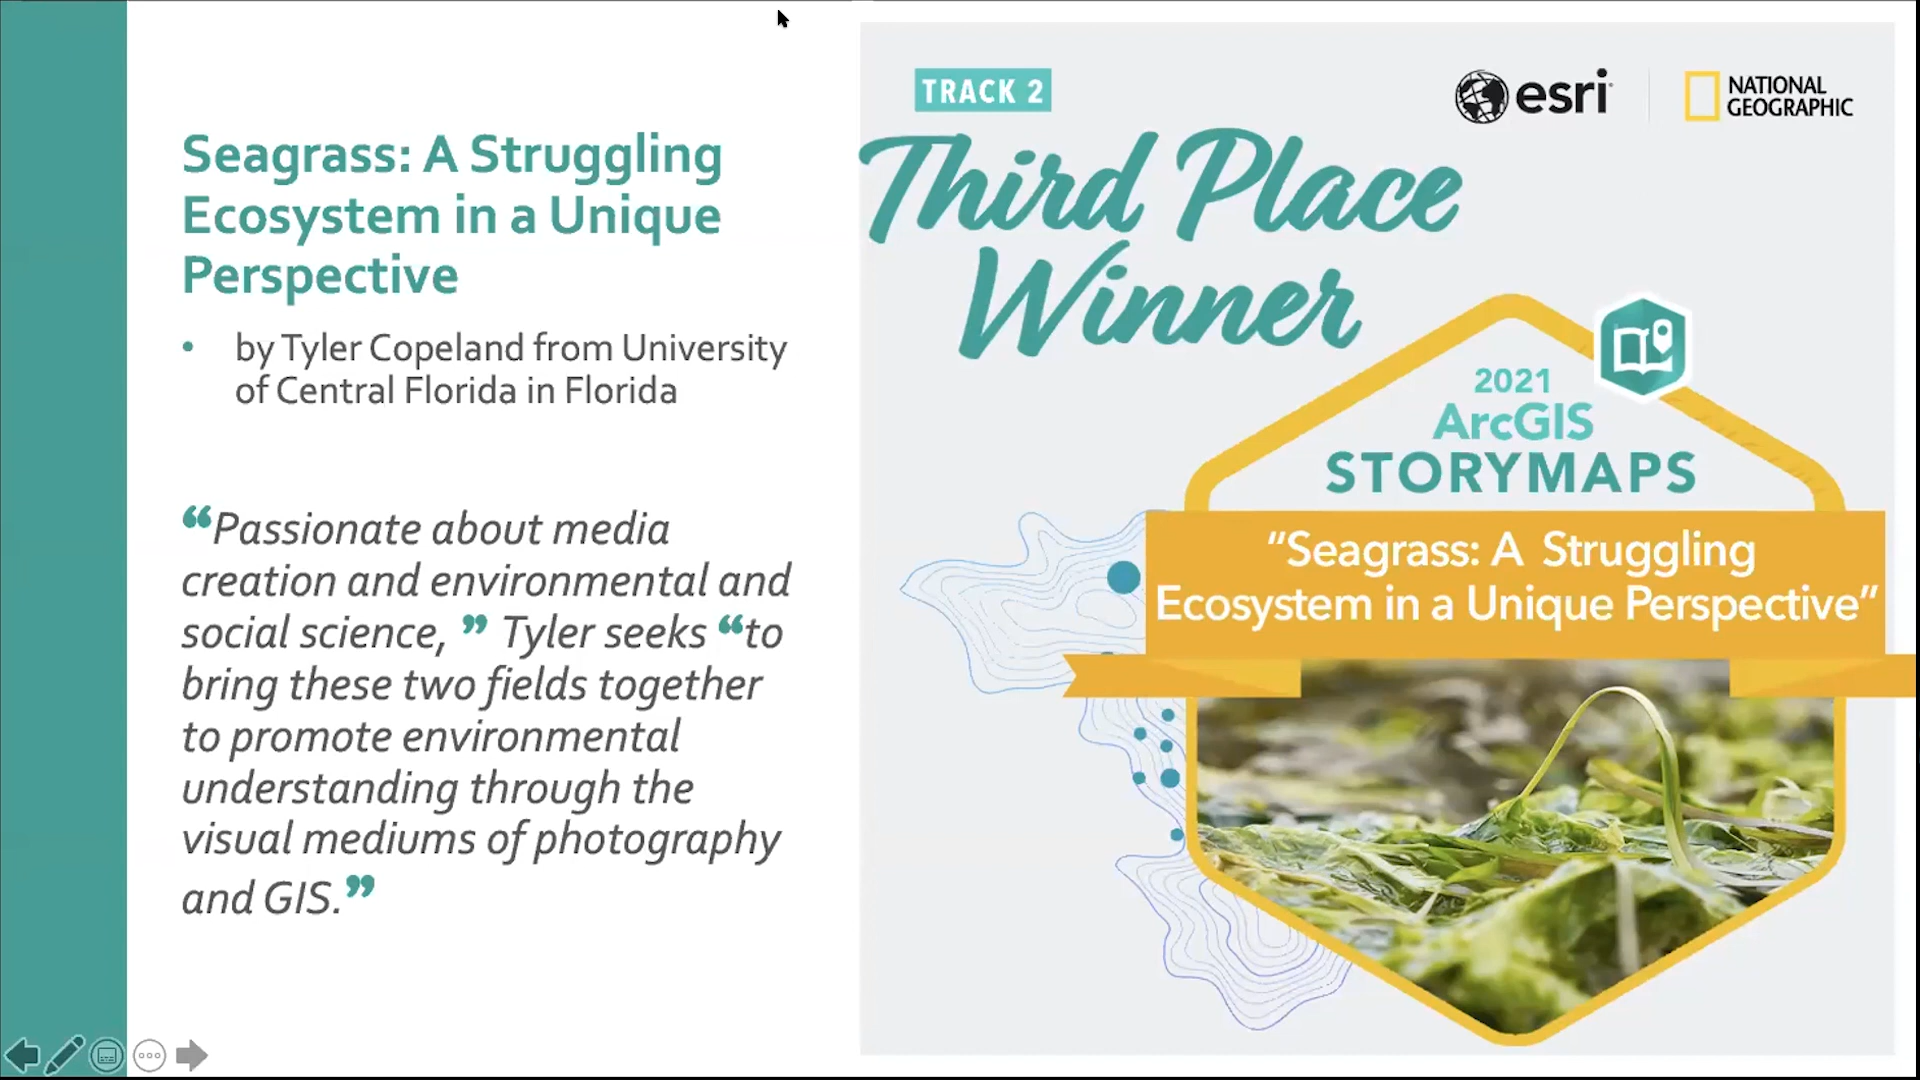 Seagrass: A Struggling
Ecosystem in a Unique
Perspective
• by Tyler Copeland from University
of Central Florida in Florida
“Passionate about media
creation and environmental and
social science, ” Tyler seeks “to
bring these two fields together
to promote environmental
understanding through the
visual mediums of photography
and GIS.”
TRACK 2
esri
NATIONAL
GEOGRAPHIC
Third Place
Winner
2021
ArcGIS
STORYMAPS
“Seagrass: A Struggling
Ecosystem in a Unique Perspective”